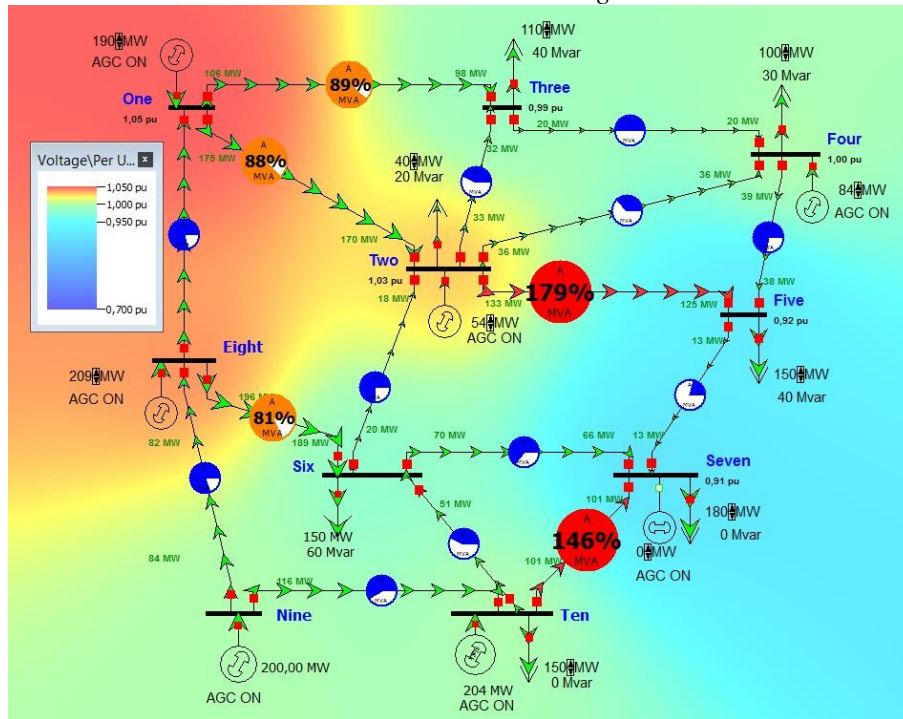 190 MW
AGC ON
110 MW
40 Mvar
100 MW
30 Mvar
106 MW
A
89%
MVA
98 MW
Three
0,99 pu
One
1,05 pu
20 MW
20 MW
Four
1,00 pu
175 MW
A
88%
MVA
40 MW
20 Mvar
32 MW
MVA
36 MW
39 MW
84 MW
AGC ON
Voltage\Per U...
x
1,050 pu
1,000 pu
0,950 pu
0,700 pu
33 MW
170 MW
36 MW
Two
1,03 pu
18 MW
133 MW
A
179%
MVA
125 MW
38 MW
Five
0,92 pu
54 MW
AGC ON
13 MW
Eight
209 MW
AGC ON
150 MW
40 Mvar
196 MW
A
81%
MVA
189 MW
82 MW
20 MW
70 MW
66 MW
13 MW
Six
Seven
0,91 pu
101 MW
51 MW
150 MW
60 Mvar
A
146%
MVA
101 MW
180 MW
0 Mvar
0 MW
AGC ON
84 MW
116 MW
Nine
Ten
200,00 MW
AGC ON
204 MW
AGC ON
150 MW
0 Mvar